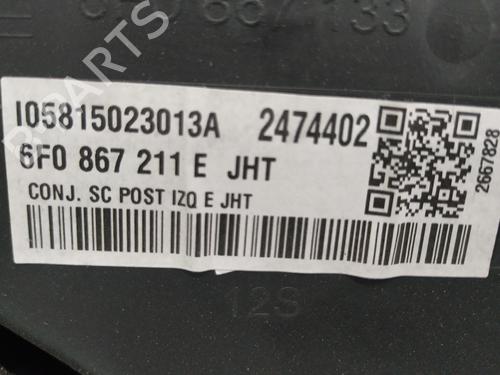 I05815023013A 2474402
6F0 867 211 E JHT
CONJ. SC POST IZQ E JHT
2667828
12S